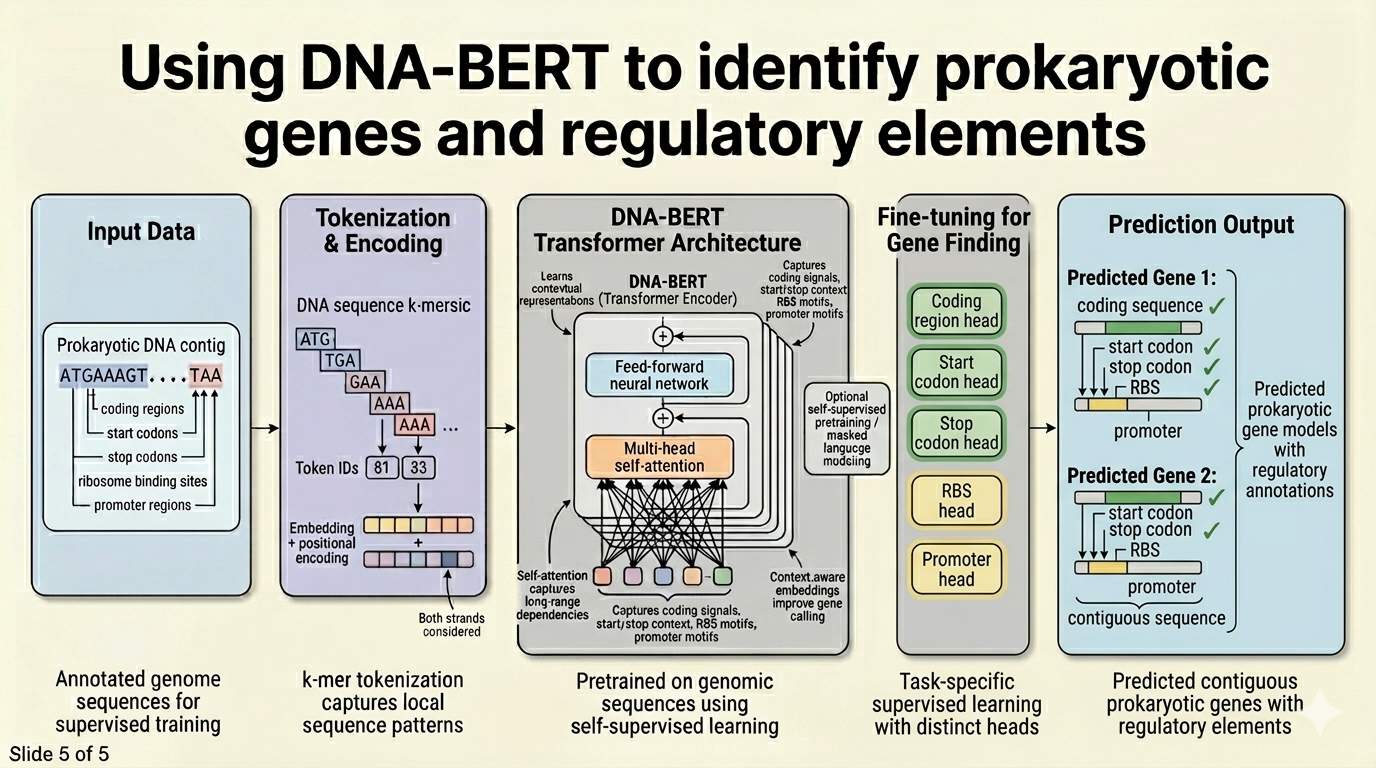 Using DNA-BERT to identify prokaryotic
genes and regulatory elements
Input Data
Prokaryotic DNA contig
ATGAAAGT....TAA
coding regions
start codons
stop codons
ribosome binding sites
promoter regions
Annotated genome
sequences for
supervised training
Tokenization
& Encoding
DNA sequence k-mersic
ATG
TGA
GAA
AAA
AAA ...
Token IDs 81 33
Embedding
+ positional
encoding
+
Both strands
considered
k-mer tokenization
captures local
sequence patterns
DNA-BERT
Transformer Architecture
Learns
contextual
representabons
DNA-BERT
(Transformer Encoder)
Captures
coding signals,
start/stop context
RBS motifs,
promoter motifs
+
Feed-forward
neural network
+
Multi-head
self-attention
Self-attention
captures
long-range
dependencies
Captures coding signals,
start/stop context, R85 motifs,
promoter motifs
Context.aware
embeddings
improve gene
calling
Optional
self-supervised
pretraining /
masked
language
modeling
Pretrained on genomic
sequences using
self-supervised learning
Fine-tuning for
Gene Finding
Coding
region head
Start
codon head
Stop
codon head
RBS
head
Promoter
head
Task-specific
supervised learning
with distinct heads
Prediction Output
Predicted Gene 1:
coding sequence ✓
start codon ✓
stop codon ✓
RBS ✓
promoter
Predicted Gene 2:
✓
start codon
stop codon ✓
RBS
promoter
contiguous sequence
Predicted
prokaryotic
gene models
with
regulatory
annotations
Predicted contiguous
prokaryotic genes with
regulatory elements
Slide 5 of 5